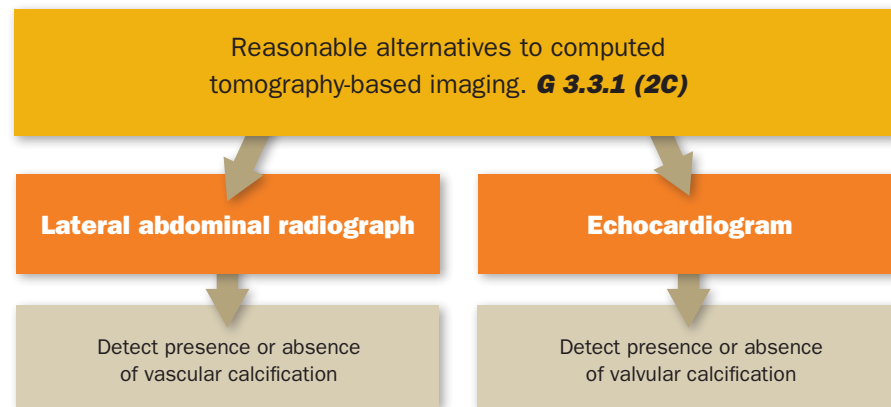 Reasonable alternatives to computed
tomography-based imaging. G 3.3.1 (2C)
Lateral abdominal radiograph
Echocardiogram
Detect presence or absence
of vascular calcification
Detect presence or absence
of valvular calcification